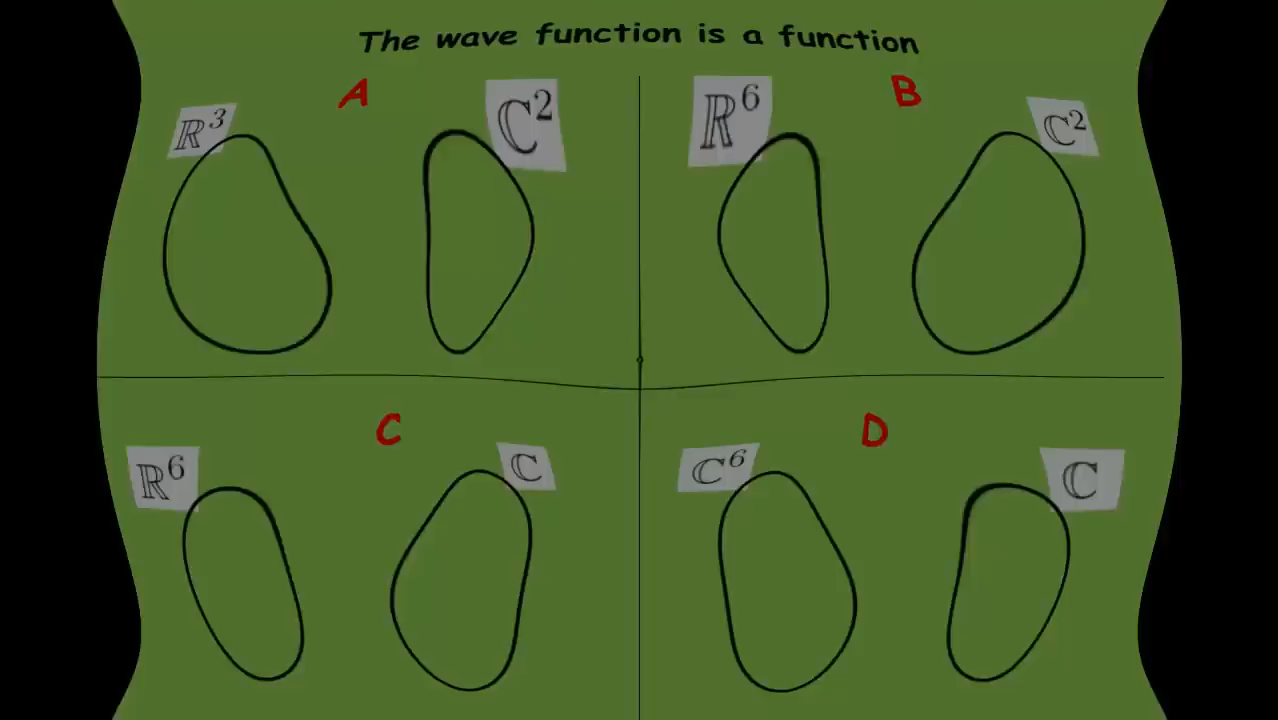 The wave function is a function
A
B
ℝ³
ℂ²
ℝ⁶
ℂ²
C
D
ℝ⁶
ℂ
ℂ⁶
ℂ